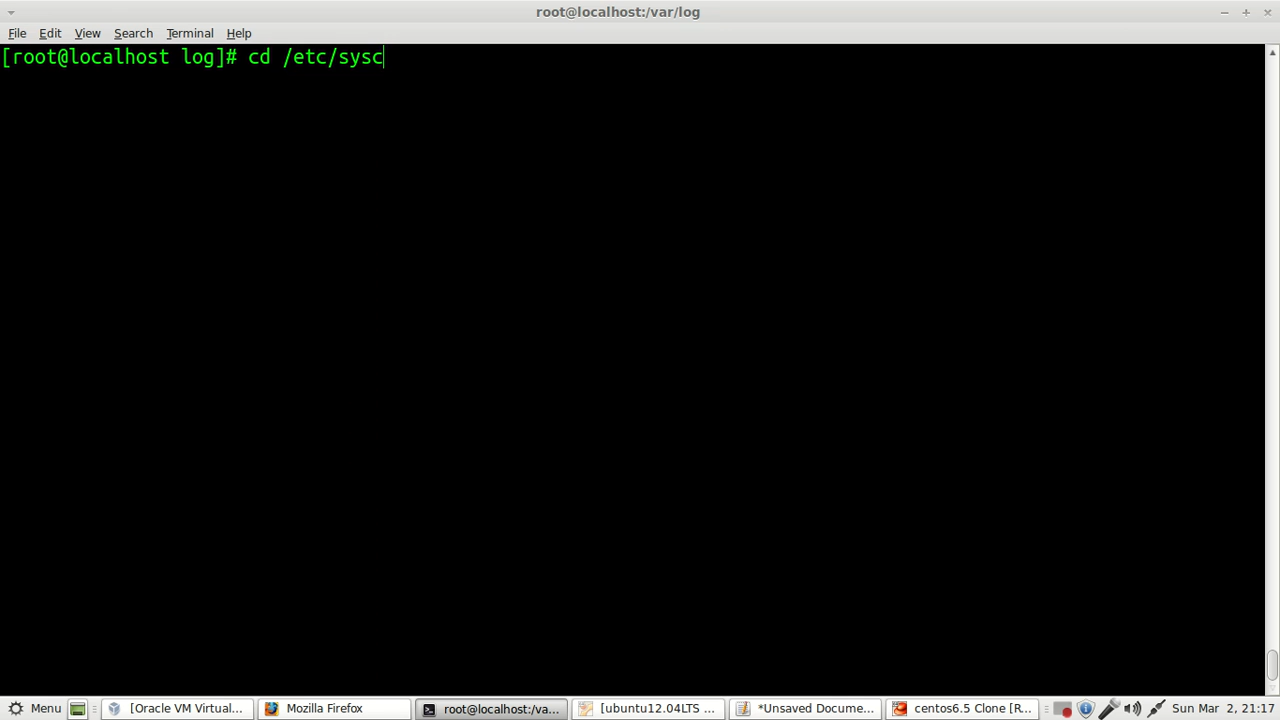 root@localhost:/var/log
File Edit View Search Terminal Help
[root@localhost log]# cd /etc/sysc
Menu [Oracle VM Virtual... Mozilla Firefox root@localhost:/va... [ubuntu12.04LTS ... *Unsaved Docume... centos6.5 Clone [R... Sun Mar 2, 21:17